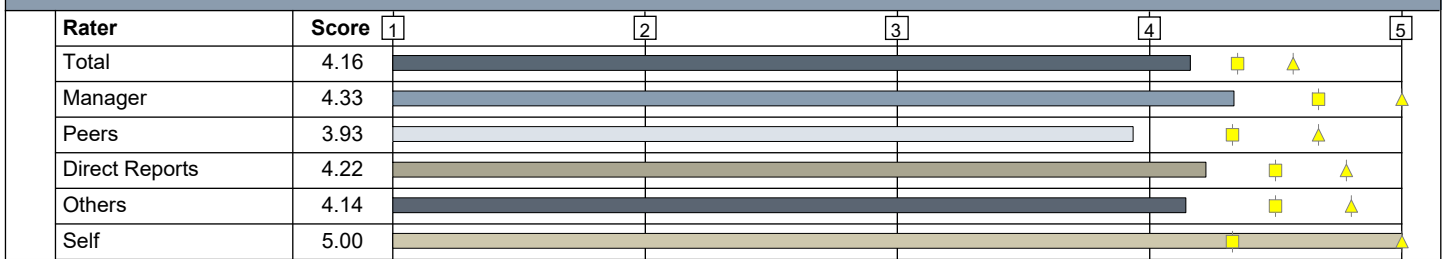 Rater Score 1 2 3 4 5
Total 4.16
Manager 4.33
Peers 3.93
Direct Reports 4.22
Others 4.14
Self 5.00